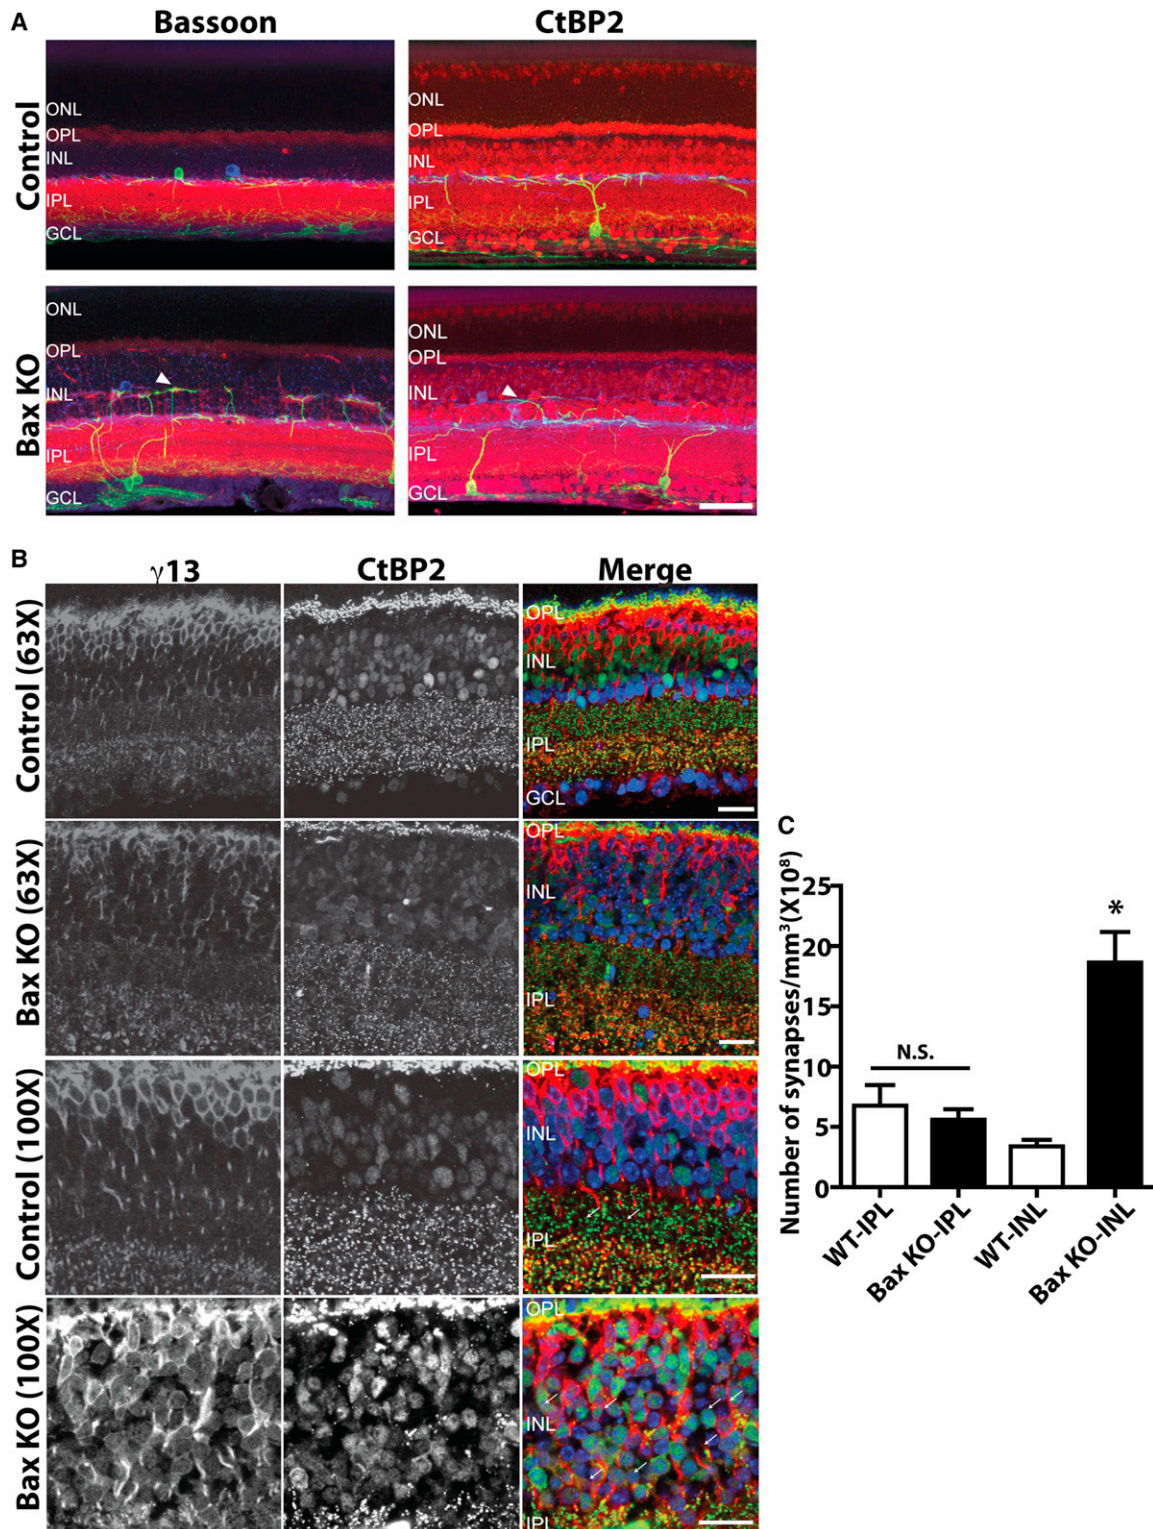 A
Bassoon
CtBP2
Control
ONL
OPL
INL
IPL
GCL
ONL
OPL
INL
IPL
GCL
Bax KO
ONL
OPL
INL
IPL
GCL
ONL
OPL
INL
IPL
GCL
B
γ13
CtBP2
Merge
Control (63X)
OPL
INL
IPL
GCL
Bax KO (63X)
OPL
INL
IPL
Control (100X)
OPL
INL
IPL
Bax KO (100X)
OPL
INL
IPL
C
Number of synapses/mm³(X10⁸)
25
20
15
10
5
0
N.S.
*
WT-IPL
Bax KO-IPL
WT-INL
Bax KO-INL